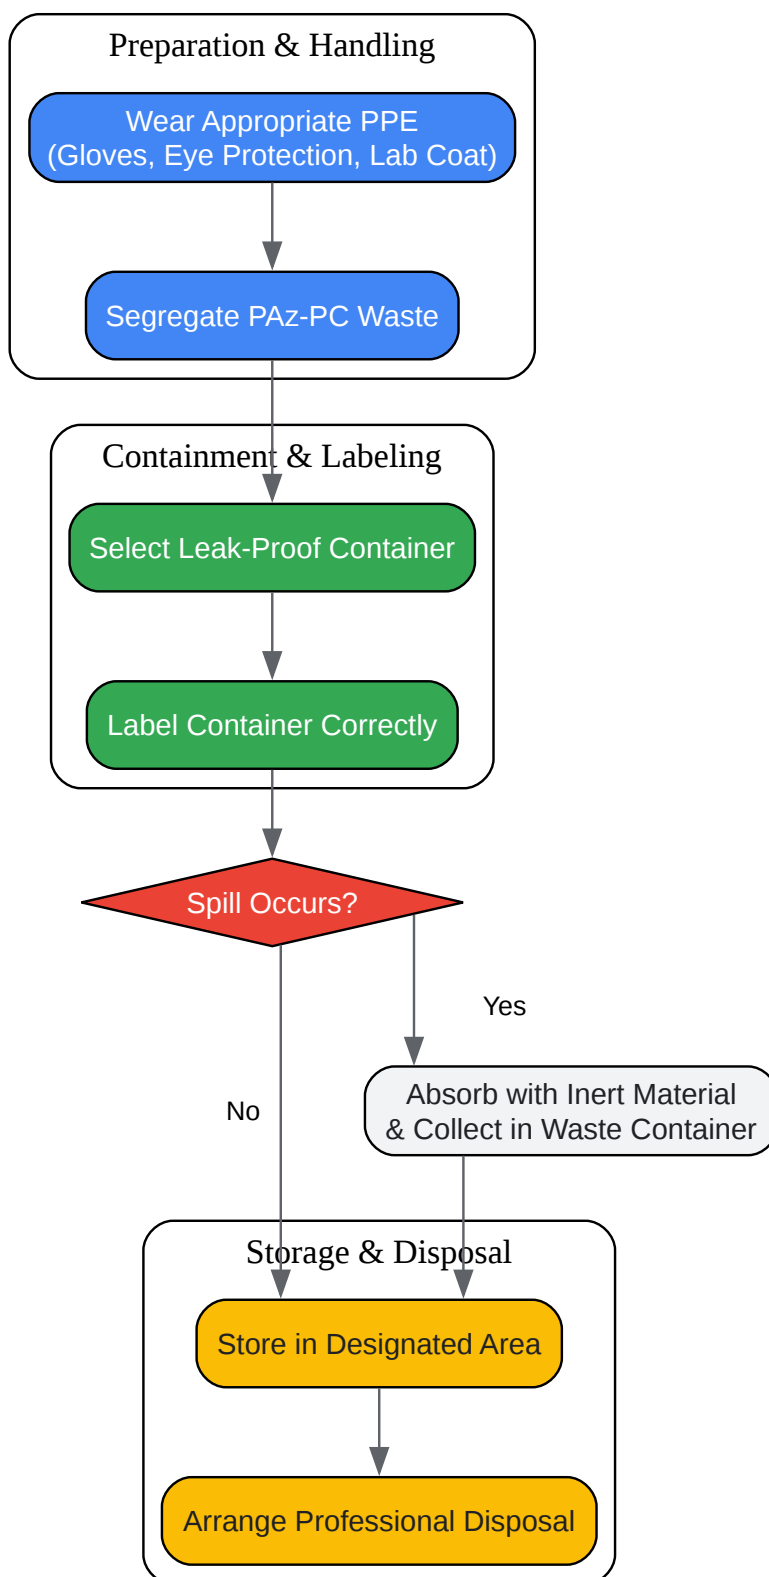 Preparation & Handling
Wear Appropriate PPE
(Gloves, Eye Protection, Lab Coat)
Segregate PAz-PC Waste
Containment & Labeling
Select Leak-Proof Container
Label Container Correctly
Spill Occurs?
Yes
Absorb with Inert Material
& Collect in Waste Container
No
Storage & Disposal
Store in Designated Area
Arrange Professional Disposal